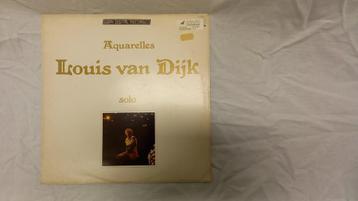 Aquarelles
Louis van Dijk
solo